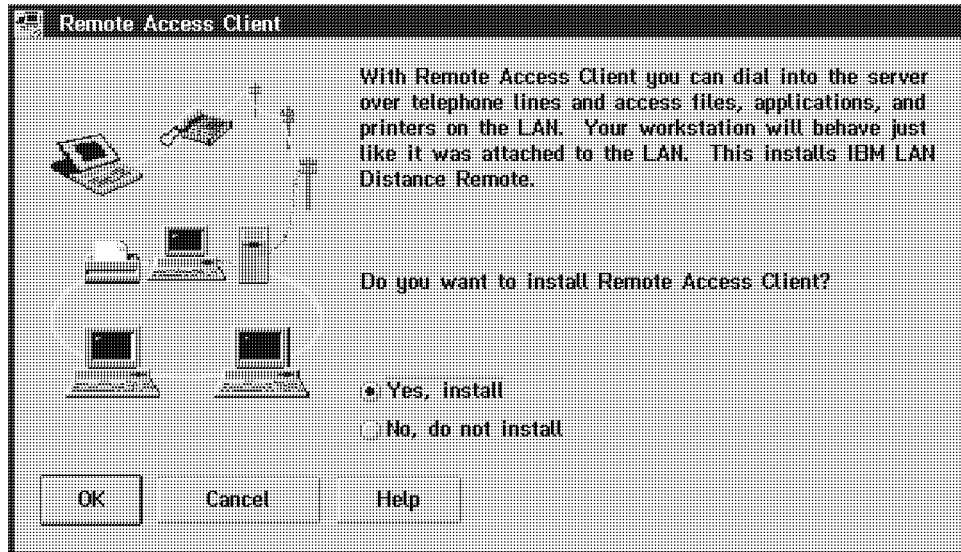 Remote Access Client
With Remote Access Client you can dial into the server
over telephone lines and access files, applications, and
printers on the LAN. Your workstation will behave just
like it was attached to the LAN. This installs IBM LAN
Distance Remote.
Do you want to install Remote Access Client?
Yes, install
No, do not install
OK Cancel Help